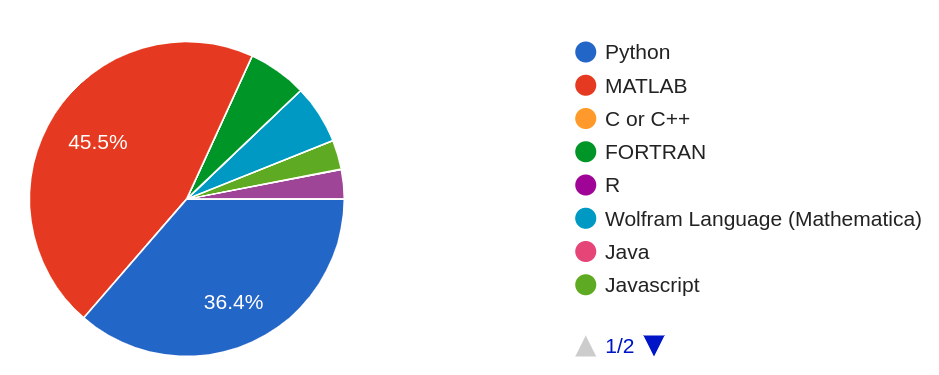 45.5%
36.4%
Python
MATLAB
C or C++
FORTRAN
R
Wolfram Language (Mathematica)
Java
Javascript
1/2